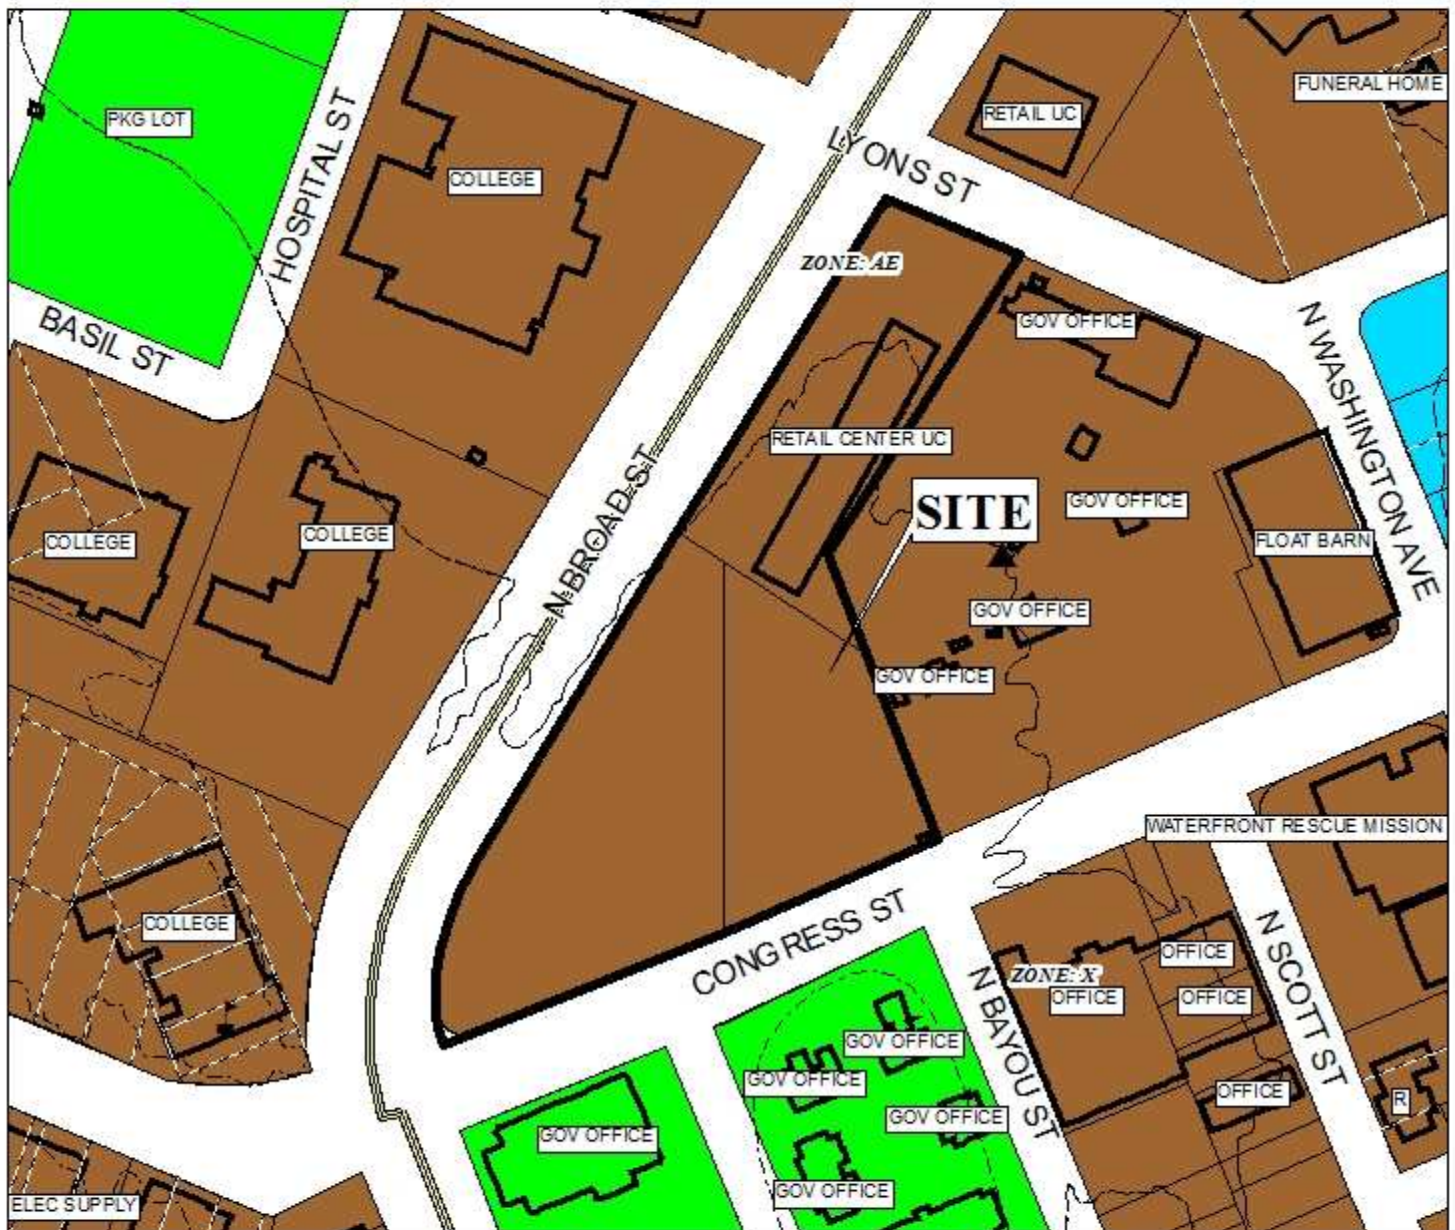 FUNERAL HOME
PKG LOT
RETAIL UC
LYONS ST
COLLEGE
HOSPITAL ST
ZONE: AE
BASIL ST
GOV OFFICE
N WASHINGTON AVE
RETAIL CENTER UC
SITE
GOV OFFICE
COLLEGE
COLLEGE
FLOAT BARN
N BROAD ST
GOV OFFICE
GOV OFFICE
WATERFRONT RESCUE MISSION
COLLEGE
CONGRESS ST
OFFICE
ZONE: X
OFFICE
OFFICE
N SCOTT ST
N BAYOU ST
GOV OFFICE
GOV OFFICE
OFFICE
R
GOV OFFICE
GOV OFFICE
GOV OFFICE
ELEC SUPPLY